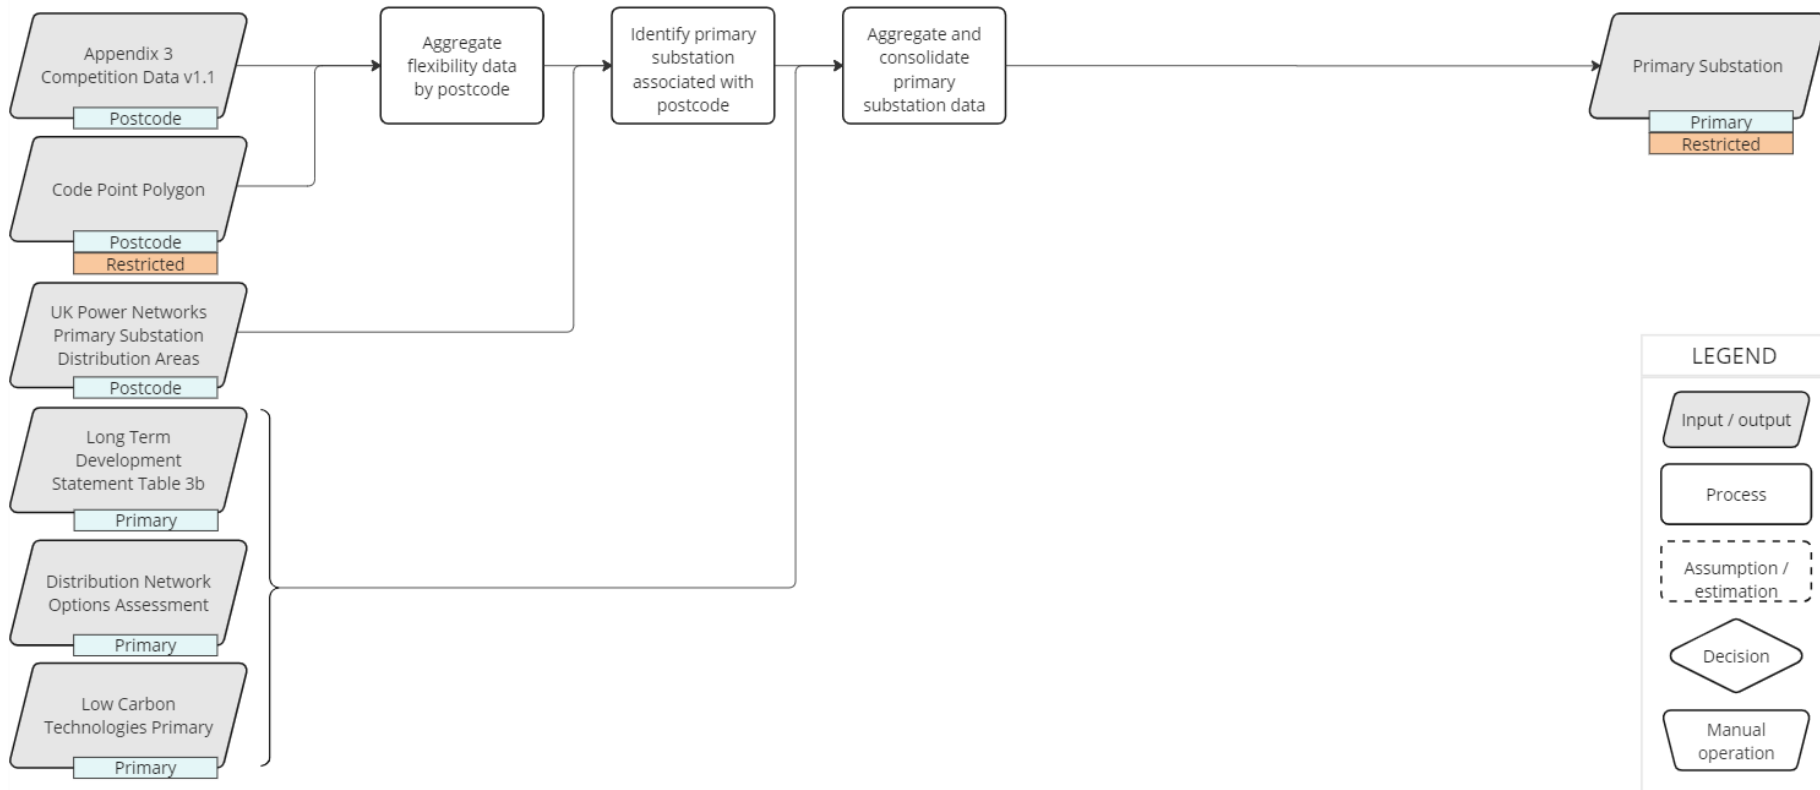 Appendix 3
Competition Data v1.1
Postcode
Code Point Polygon
Postcode
Restricted
UK Power Networks
Primary Substation
Distribution Areas
Postcode
Long Term
Development
Statement Table 3b
Primary
Distribution Network
Options Assessment
Primary
Low Carbon
Technologies Primary
Primary
Aggregate
flexibility data
by postcode
Identify primary
substation
associated with
postcode
Aggregate and
consolidate
primary
substation data
Primary Substation
Primary
Restricted
LEGEND
Input / output
Process
Assumption /
estimation
Decision
Manual
operation